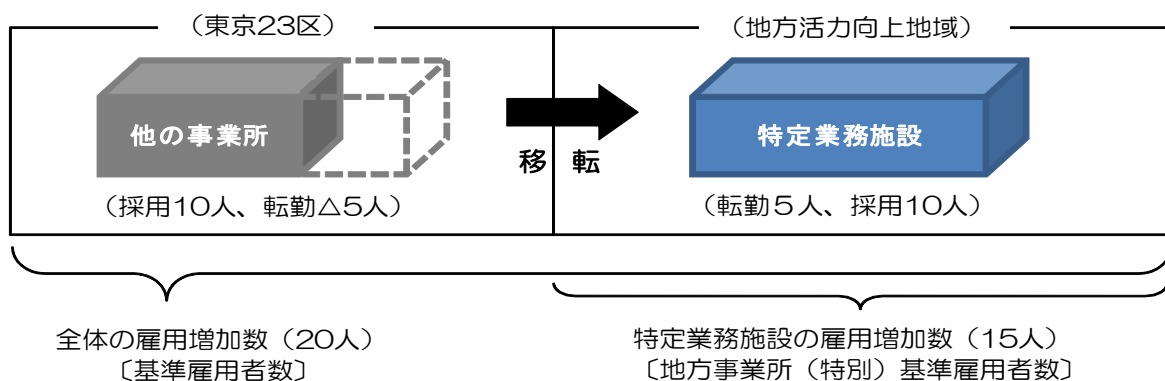 （東京23区）
（地方活力向上地域）
他の事業所
特定業務施設
移 転
（採用10人、転勤△5人）
（転勤５人、採用10人）
全体の雇用増加数（20人）
〔基準雇用者数〕
特定業務施設の雇用増加数（15人）
〔地方事業所（特別）基準雇用者数〕